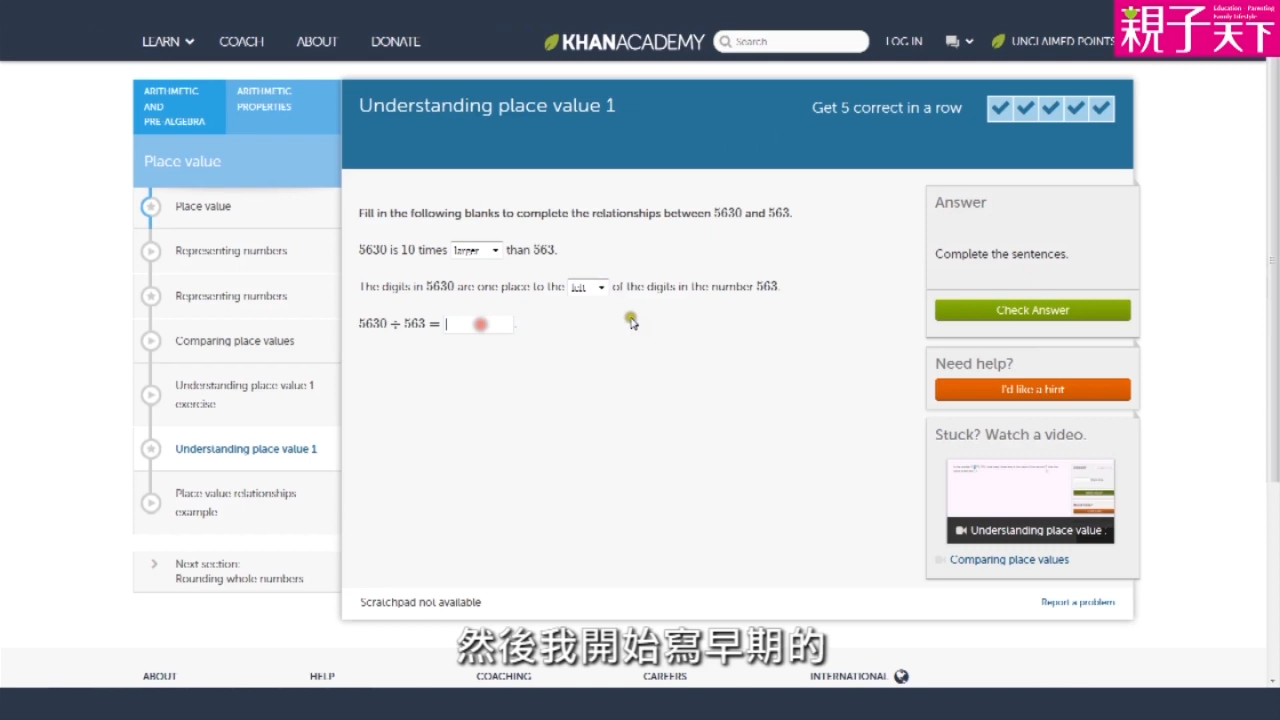 LEARN COACH ABOUT DONATE KHANACADEMY Search LOG IN UNCLAIMED POINTS
Education · Parenting
Family Lifestyle
親子天下
ARITHMETIC
AND
PRE-ALGEBRA
ARITHMETIC
PROPERTIES
Place value
Place value
Representing numbers
Representing numbers
Comparing place values
Understanding place value 1
exercise
Understanding place value 1
Place value relationships
example
Next section:
Rounding whole numbers
Understanding place value 1
Get 5 correct in a row
Fill in the following blanks to complete the relationships between 5630 and 563.
5630 is 10 times larger than 563.
The digits in 5630 are one place to the left of the digits in the number 563.
5630 ÷ 563 = .
Answer
Complete the sentences.
Check Answer
Need help?
I'd like a hint
Stuck? Watch a video.
Understanding place value
Comparing place values
Scratchpad not available
Report a problem
然後我開始寫早期的
ABOUT HELP COACHING CAREERS INTERNATIONAL